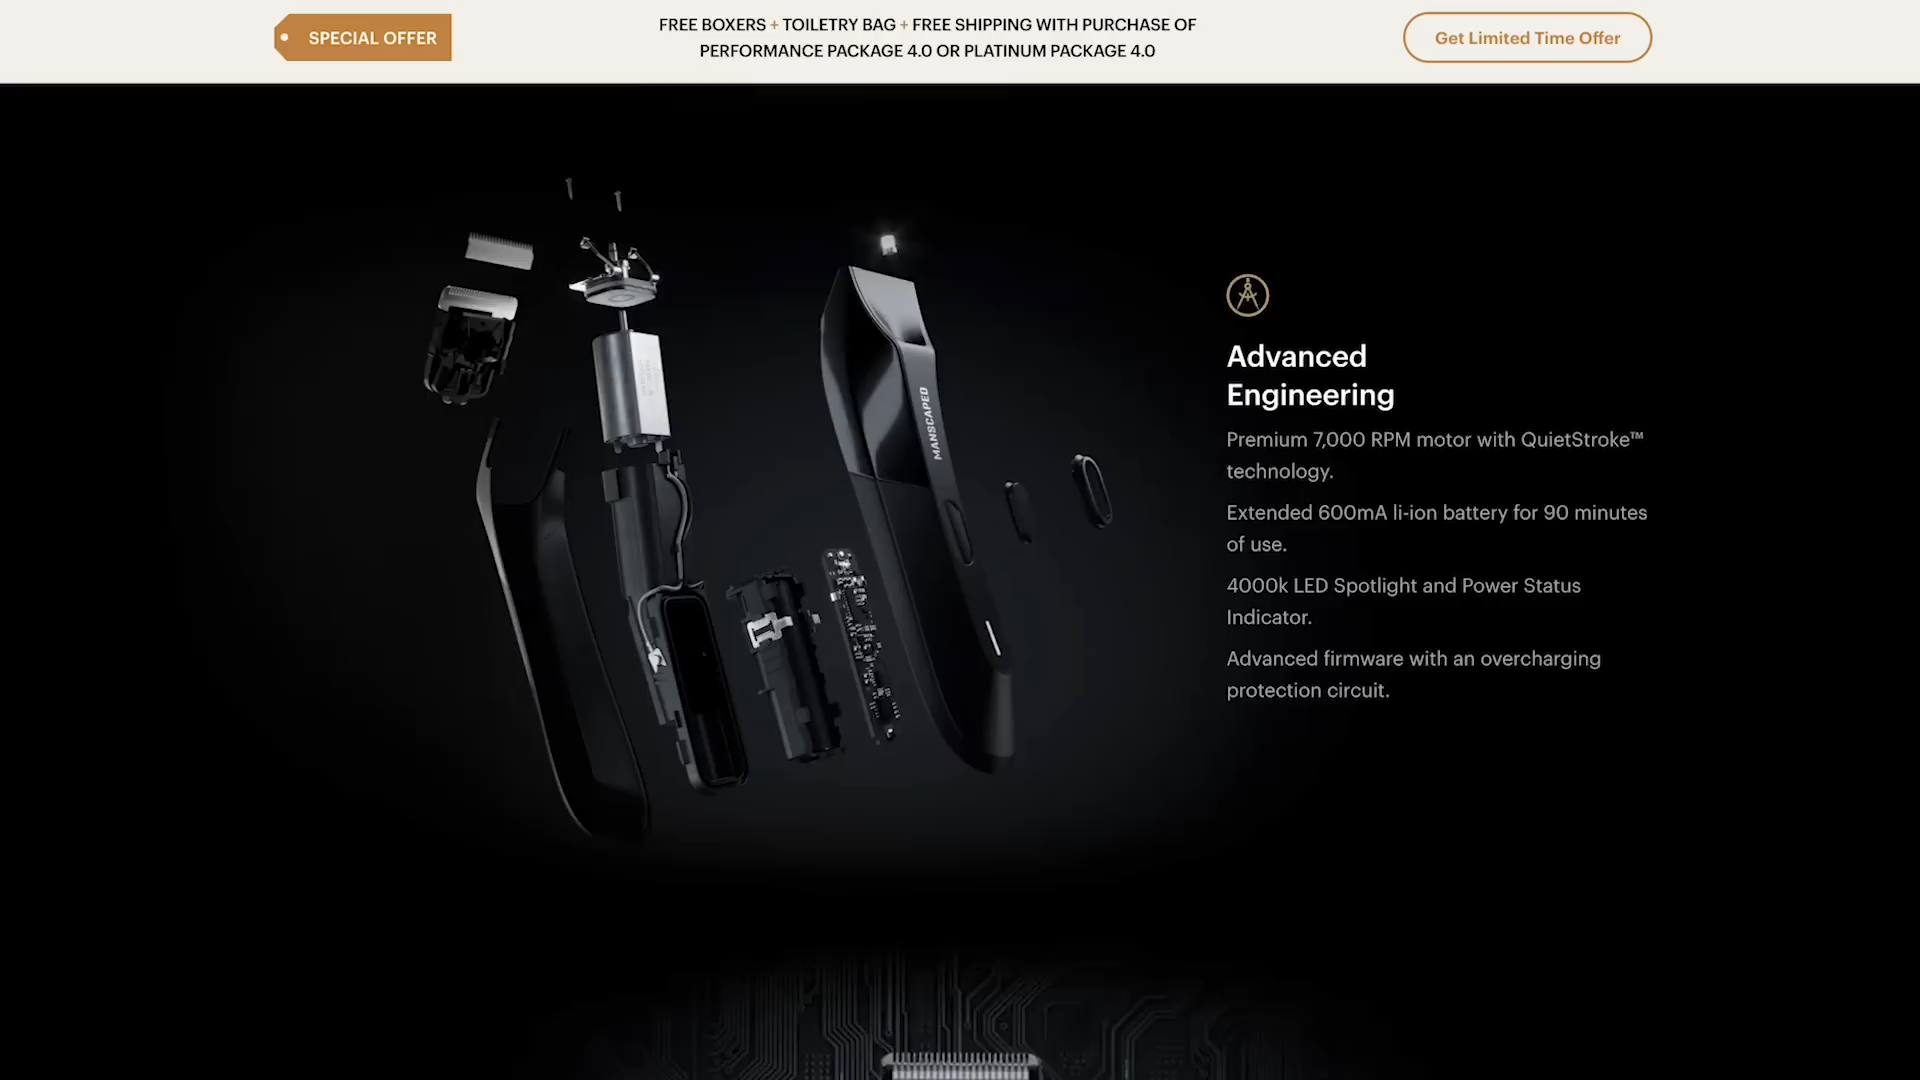 SPECIAL OFFER
FREE BOXERS + TOILETRY BAG + FREE SHIPPING WITH PURCHASE OF
PERFORMANCE PACKAGE 4.0 OR PLATINUM PACKAGE 4.0
Get Limited Time Offer
MANSCAPED
Advanced
Engineering
Premium 7,000 RPM motor with QuietStroke™
technology.
Extended 600mA li-ion battery for 90 minutes
of use.
4000k LED Spotlight and Power Status
Indicator.
Advanced firmware with an overcharging
protection circuit.